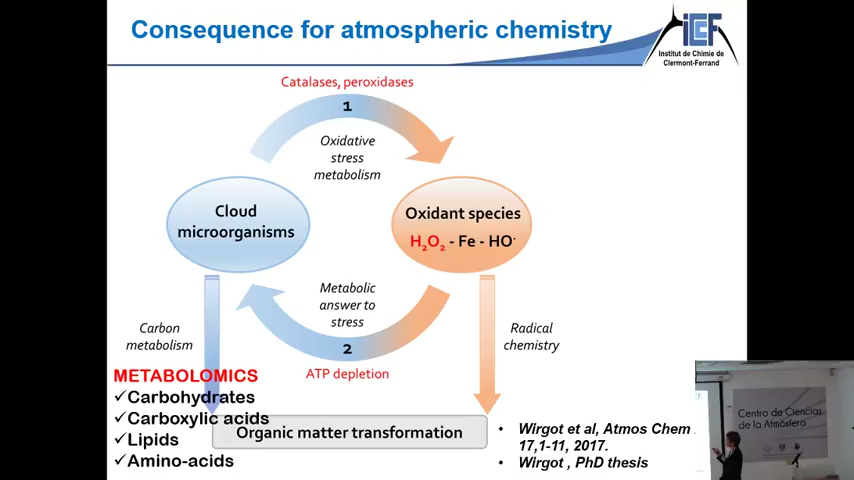 Consequence for atmospheric chemistry
iCCF
Institut de Chimie de
Clermont-Ferrand
Catalases, peroxidases
1
Oxidative
stress
metabolism
Cloud
microorganisms
Oxidant species
H₂O₂ - Fe - HO·
Metabolic
answer to
stress
2
ATP depletion
Carbon
metabolism
Radical
chemistry
METABOLOMICS
✓Carbohydrates
✓Carboxylic acids
✓Lipids
✓Amino-acids
Organic matter transformation
• Wirgot et al, Atmos Chem
17,1-11, 2017.
• Wirgot , PhD thesis
Centro de Ciencias
de la Atmósfera